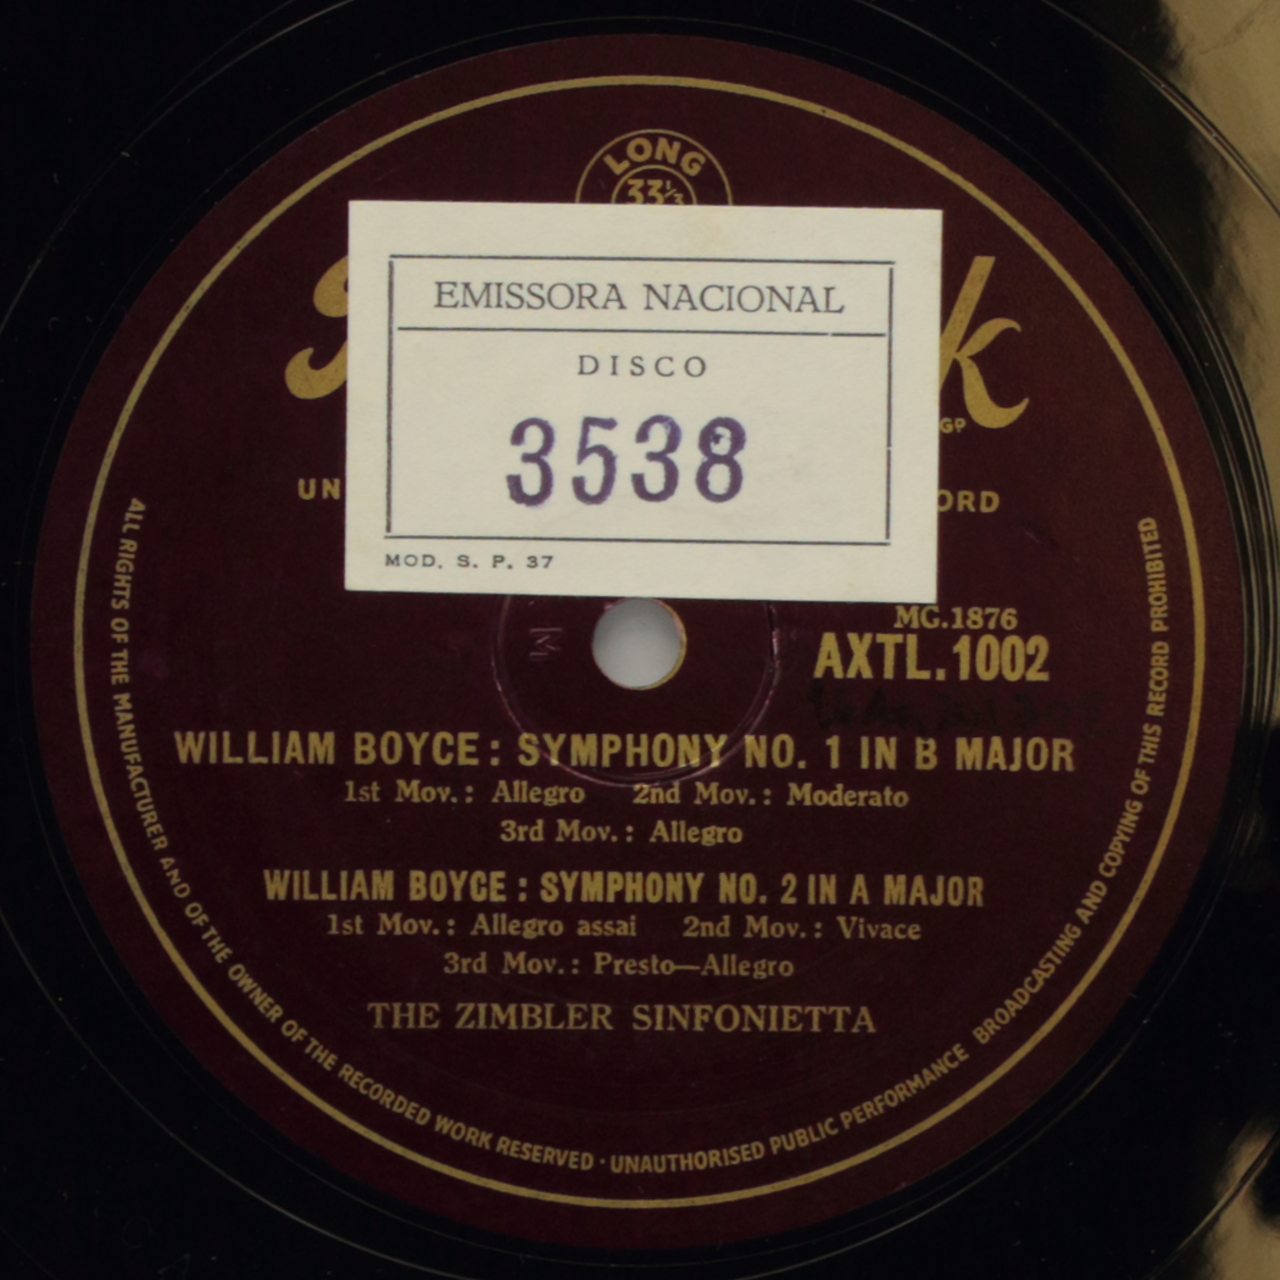 LONG
33⅓
EMISSORA NACIONAL
DISCO
3538
MOD. S. P. 37
MG.1876
AXTL.1002
M
WILLIAM BOYCE : SYMPHONY NO. 1 IN B MAJOR
1st Mov. : Allegro 2nd Mov. : Moderato
3rd Mov. : Allegro
WILLIAM BOYCE : SYMPHONY NO. 2 IN A MAJOR
1st Mov. : Allegro assai 2nd Mov. : Vivace
3rd Mov. : Presto—Allegro
THE ZIMBLER SINFONIETTA
ALL RIGHTS OF THE MANUFACTURER AND OF THE OWNER OF THE RECORDED WORK RESERVED · UNAUTHORISED PUBLIC PERFORMANCE BROADCASTING AND COPYING OF THIS RECORD PROHIBITED